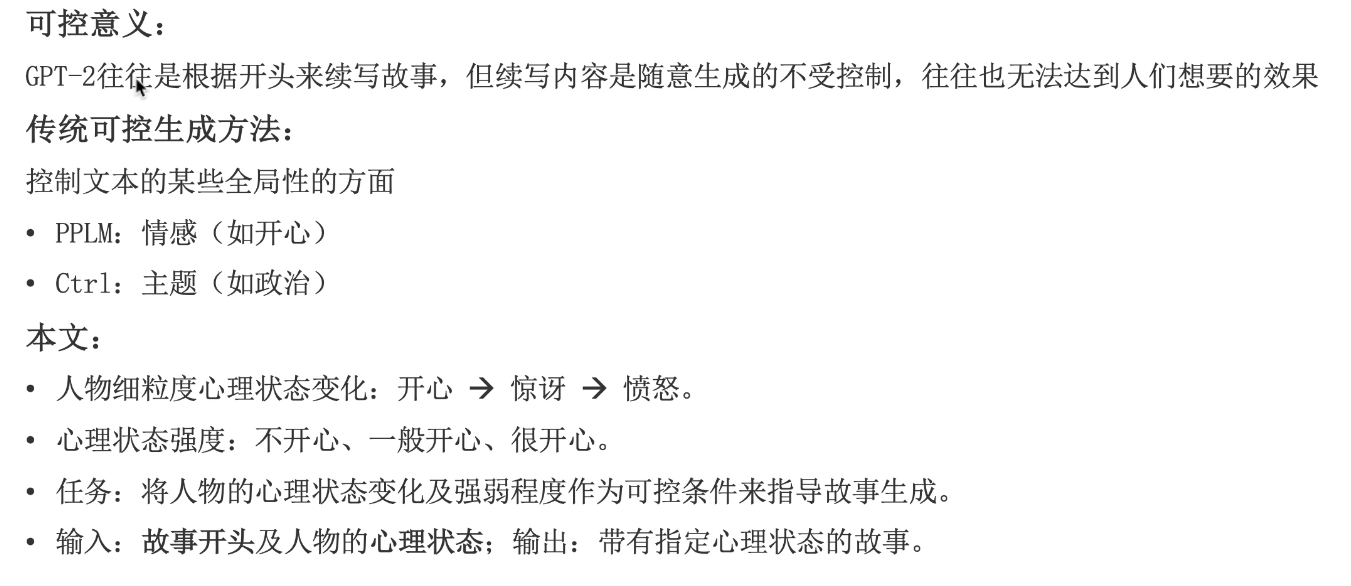 可控意义：
GPT-2往往是根据开头来续写故事，但续写内容是随意生成的不受控制，往往也无法达到人们想要的效果
传统可控生成方法：
控制文本的某些全局性的方面
• PPLM：情感（如开心）
• Ctrl：主题（如政治）
本文：
• 人物细粒度心理状态变化：开心 → 惊讶 → 愤怒。
• 心理状态强度：不开心、一般开心、很开心。
• 任务：将人物的心理状态变化及强弱程度作为可控条件来指导故事生成。
• 输入：故事开头及人物的心理状态；输出：带有指定心理状态的故事。